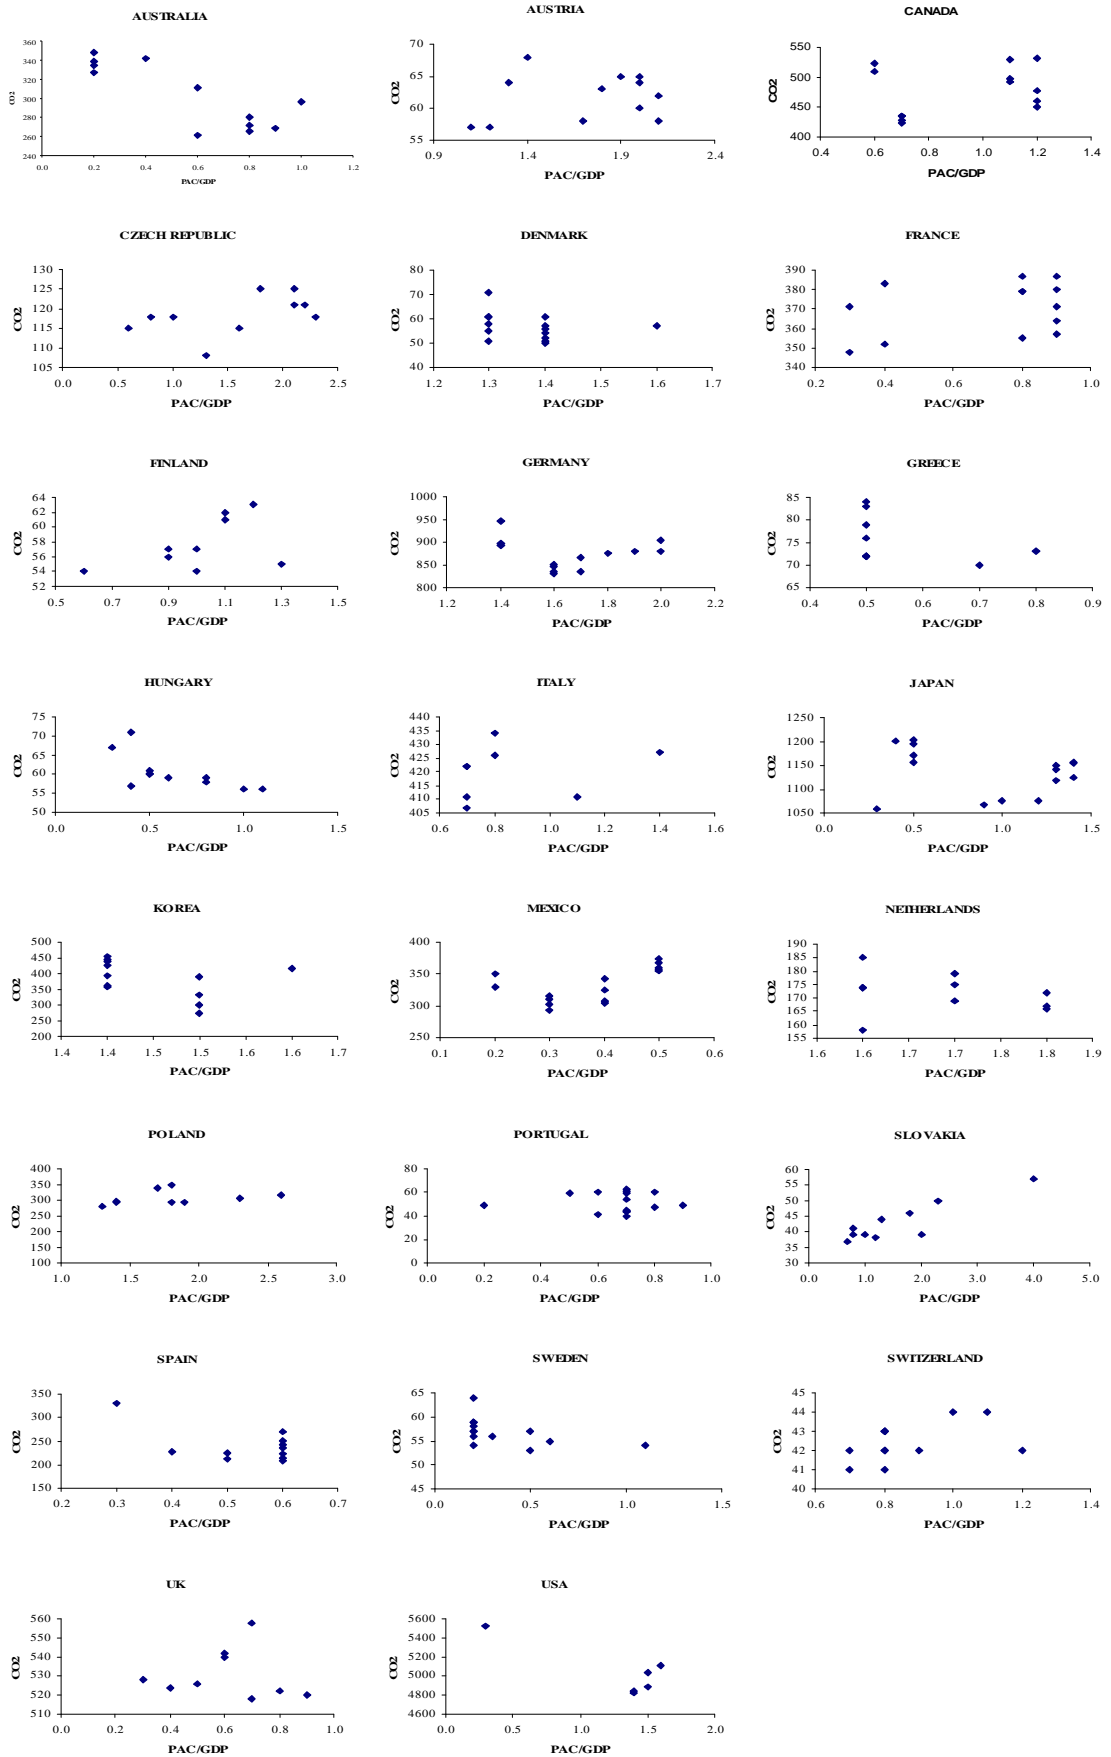 AUSTRALIA
360
340
320
300
280
260
240
CO2
0.0 0.2 0.4 0.6 0.8 1.0 1.2
PAC/GDP
AUSTRIA
70
65
60
55
CO2
0.9 1.4 1.9 2.4
PAC/GDP
CANADA
550
500
450
400
CO2
0.4 0.6 0.8 1.0 1.2 1.4
PAC/GDP
CZECH REPUBLIC
130
125
120
115
110
105
CO2
0.0 0.5 1.0 1.5 2.0 2.5
PAC/GDP
DENMARK
80
70
60
50
40
CO2
1.2 1.3 1.4 1.5 1.6 1.7
PAC/GDP
FRANCE
390
380
370
360
350
340
CO2
0.2 0.4 0.6 0.8 1.0
PAC/GDP
FINLAND
64
62
60
58
56
54
52
CO2
0.5 0.7 0.9 1.1 1.3 1.5
PAC/GDP
GERMANY
1000
950
900
850
800
CO2
1.2 1.4 1.6 1.8 2.0 2.2
PAC/GDP
GREECE
85
80
75
70
65
CO2
0.4 0.5 0.6 0.7 0.8 0.9
PAC/GDP
HUNGARY
75
70
65
60
55
50
CO2
0.0 0.5 1.0 1.5
PAC/GDP
ITALY
440
435
430
425
420
415
410
405
CO2
0.6 0.8 1.0 1.2 1.4 1.6
PAC/GDP
JAPAN
1250
1200
1150
1100
1050
CO2
0.0 0.5 1.0 1.5
PAC/GDP
KOREA
500
450
400
350
300
250
200
CO2
1.4 1.4 1.5 1.5 1.6 1.6 1.7
PAC/GDP
MEXICO
400
350
300
250
CO2
0.1 0.2 0.3 0.4 0.5 0.6
PAC/GDP
NETHERLANDS
190
185
180
175
170
165
160
155
CO2
1.6 1.6 1.7 1.7 1.8 1.8 1.9
PAC/GDP
POLAND
400
350
300
250
200
150
100
CO2
1.0 1.5 2.0 2.5 3.0
PAC/GDP
PORTUGAL
80
60
40
20
0
CO2
0.0 0.2 0.4 0.6 0.8 1.0
PAC/GDP
SLOVAKIA
60
55
50
45
40
35
30
CO2
0.0 1.0 2.0 3.0 4.0 5.0
PAC/GDP
SPAIN
350
300
250
200
150
CO2
0.2 0.3 0.4 0.5 0.6 0.7
PAC/GDP
SWEDEN
65
60
55
50
45
CO2
0.0 0.5 1.0 1.5
PAC/GDP
SWITZERLAND
45
44
43
42
41
40
CO2
0.6 0.8 1.0 1.2 1.4
PAC/GDP
UK
560
550
540
530
520
510
CO2
0.0 0.2 0.4 0.6 0.8 1.0
PAC/GDP
USA
5600
5400
5200
5000
4800
4600
CO2
0.0 0.5 1.0 1.5 2.0
PAC/GDP